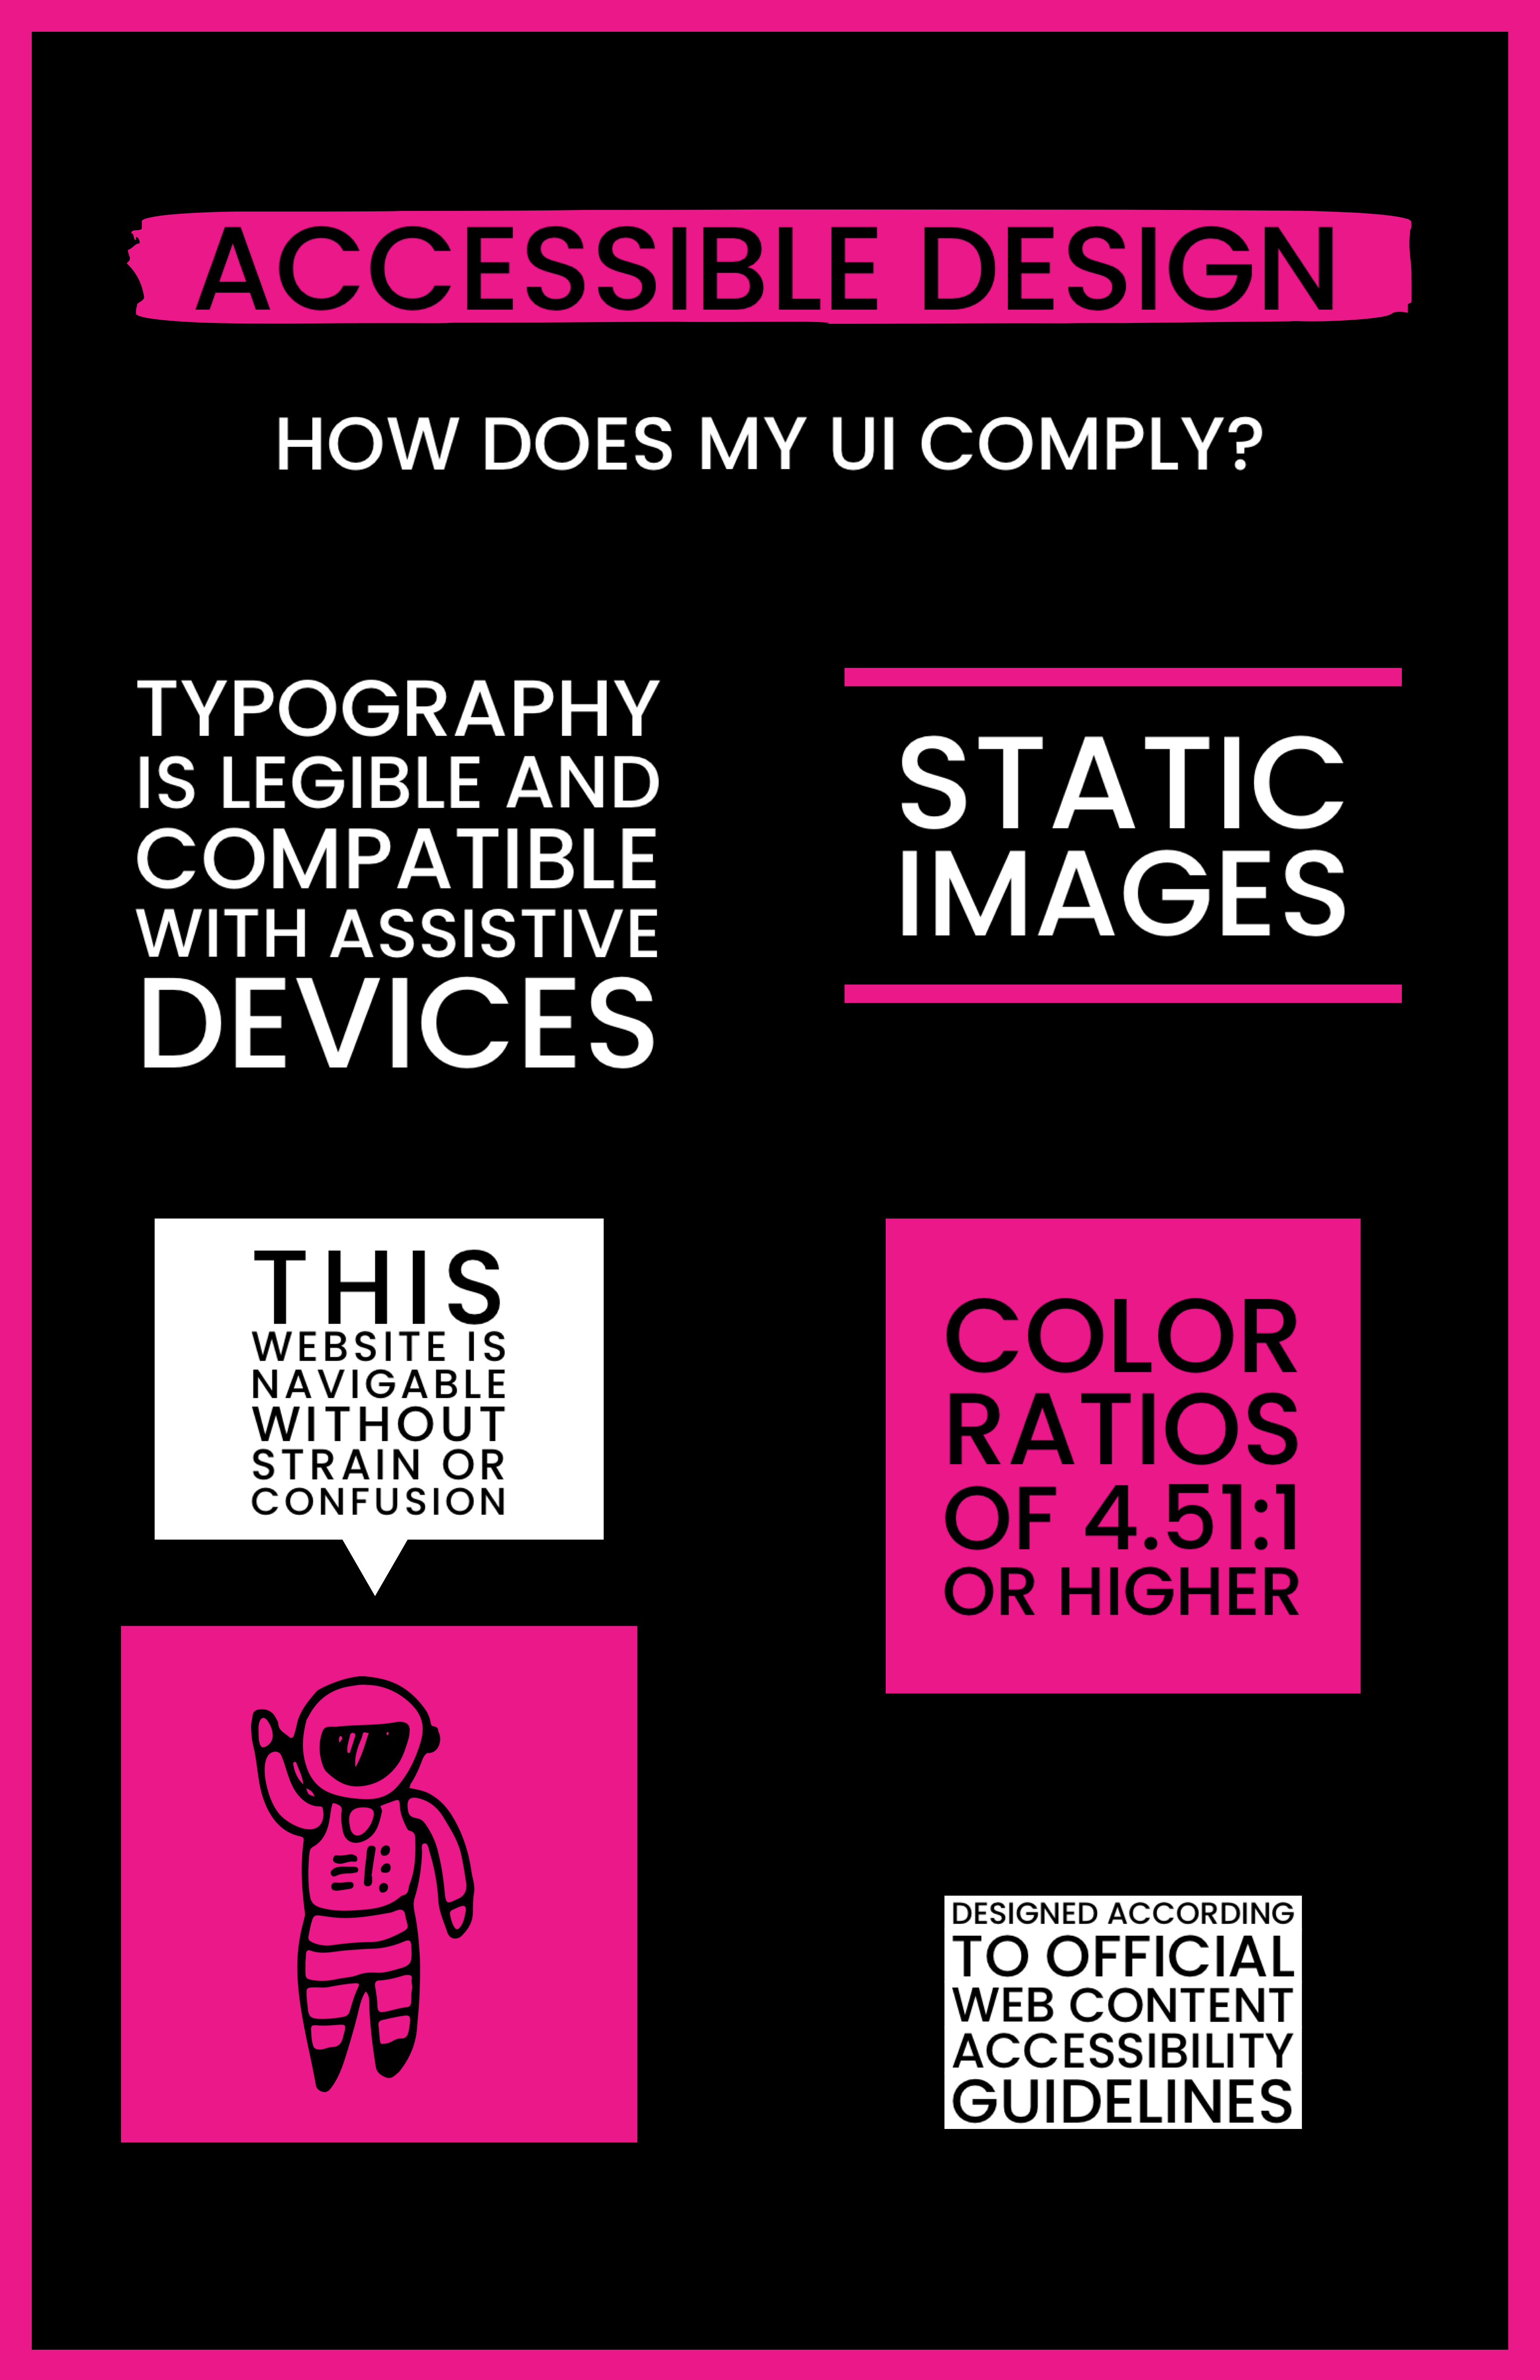 ACCESSIBLE DESIGN
HOW DOES MY UI COMPLY?
TYPOGRAPHY
IS LEGIBLE AND
COMPATIBLE
WITH ASSISTIVE
DEVICES
STATIC
IMAGES
THIS
WEBSITE IS
NAVIGABLE
WITHOUT
STRAIN OR
CONFUSION
COLOR
RATIOS
OF 4.51:1
OR HIGHER
DESIGNED ACCORDING
TO OFFICIAL
WEB CONTENT
ACCESSIBILITY
GUIDELINES